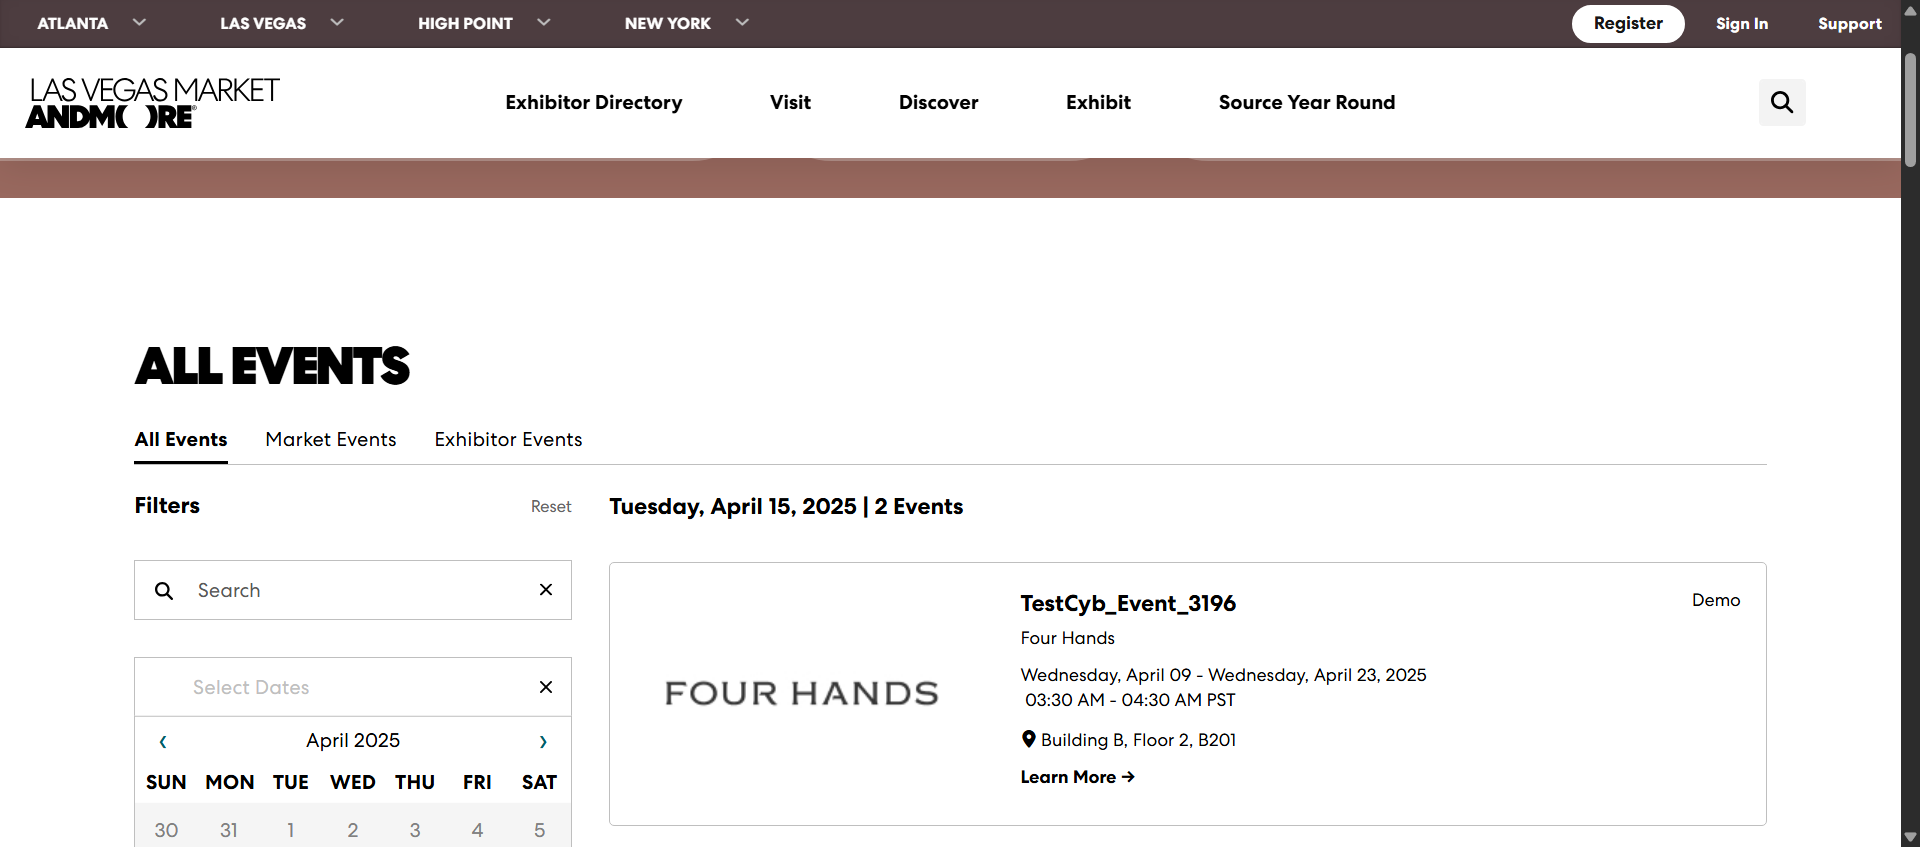 ATLANTA LAS VEGAS HIGH POINT NEW YORK Register Sign In Support
LAS VEGAS MARKET
ANDMORE®
Exhibitor Directory Visit Discover Exhibit Source Year Round
ALL EVENTS
All Events Market Events Exhibitor Events
Filters Reset
Search
Select Dates
April 2025
SUN MON TUE WED THU FRI SAT
30 31 1 2 3 4 5
Tuesday, April 15, 2025 | 2 Events
FOUR HANDS
TestCyb_Event_3196
Demo
Four Hands
Wednesday, April 09 - Wednesday, April 23, 2025
03:30 AM - 04:30 AM PST
Building B, Floor 2, B201
Learn More →